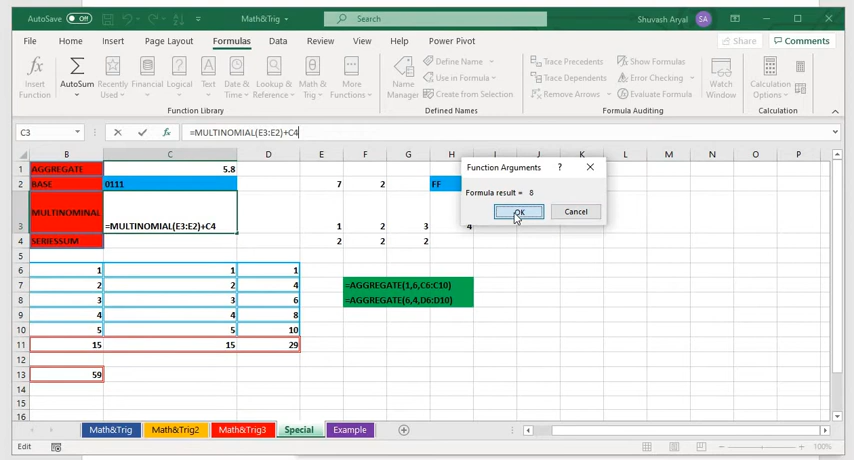 AutoSave Off Math&Trig Search Shuvash Aryal SA
File Home Insert Page Layout Formulas Data Review View Help Power Pivot Share Comments
Insert Function
AutoSum
Recently Used
Financial
Logical
Text
Date & Time
Lookup & Reference
Math & Trig
More Functions
Function Library
Name Manager
Define Name
Use in Formula
Create from Selection
Defined Names
Trace Precedents
Trace Dependents
Remove Arrows
Show Formulas
Error Checking
Evaluate Formula
Formula Auditing
Watch Window
Calculation Options
Calculation
C3 fx =MULTINOMIAL(E3:E2)+C4
B C D E F G H I J K L M N O P
1 AGGREGATE 5.8
2 BASE 0111 7 2 FF
3 MULTINOMINAL =MULTINOMIAL(E3:E2)+C4 1 2 3 4
4 SERIESSUM 2 2 2
5
6 1 1 1
7 2 2 4 =AGGREGATE(1,6,C6:C10)
8 3 3 6 =AGGREGATE(6,4,D6:D10)
9 4 4 8
10 5 5 10
11 15 15 29
12
13 59
14
15
16
Function Arguments ?
Formula result = 8
OK Cancel
Math&Trig Math&Trig2 Math&Trig3 Special Example
Edit 100%